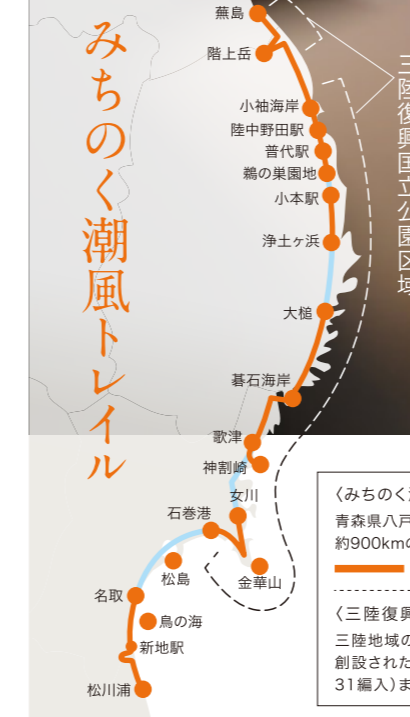 みちのく潮風トレイル
三陸復興国立公園区域
蕪島
階上岳
小袖海岸
陸中野田駅
普代駅
鵜の巣園地
小本駅
浄土ヶ浜
大槌
碁石海岸
歌津
神割崎
女川
石巻港
松島
金華山
名取
鳥の海
新地駅
松川浦
〈みちのく
青森県八戸
約900kmの
〈三陸復興
三陸地域の
創設された
31編入)ま